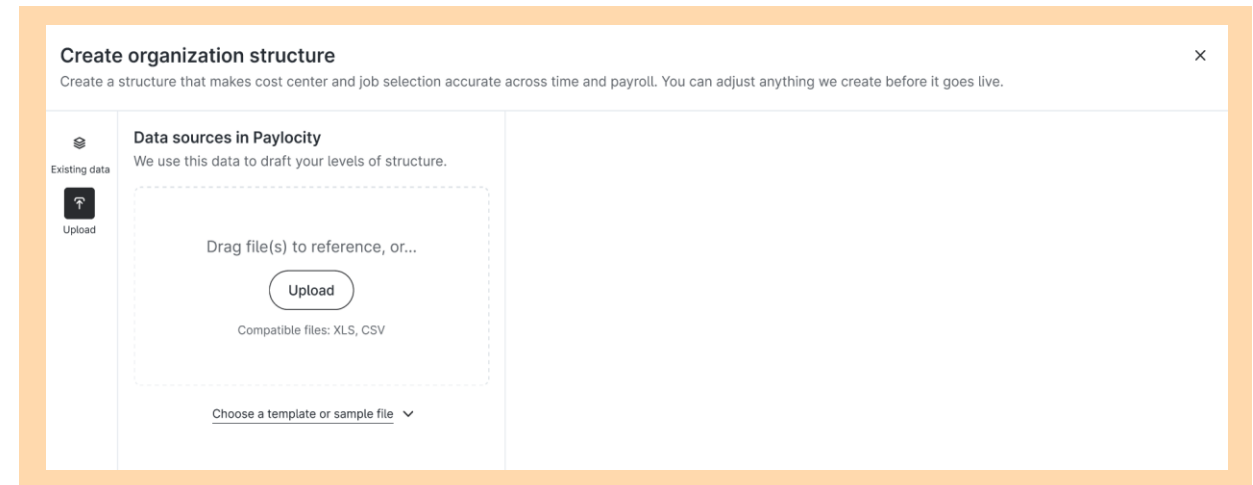 Create organization structure
Create a structure that makes cost center and job selection accurate across time and payroll. You can adjust anything we create before it goes live.
Existing data
Upload
Data sources in Paylocity
We use this data to draft your levels of structure.
Drag file(s) to reference, or...
Upload
Compatible files: XLS, CSV
Choose a template or sample file